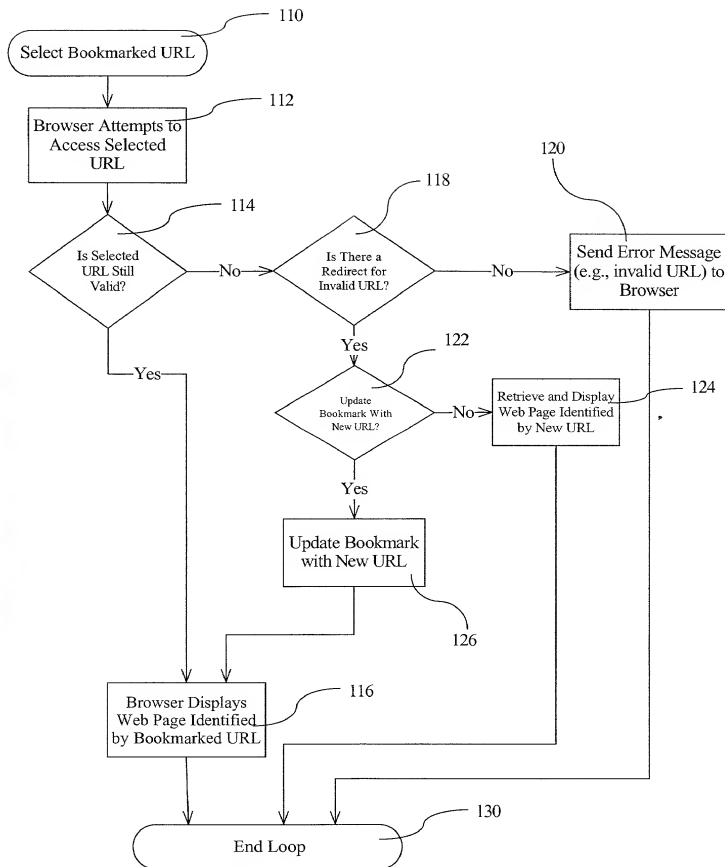 110
Select Bookmarked URL
112
Browser Attempts to
Access Selected
URL
114
Is Selected
URL Still
Valid?
No
118
Is There a
Redirect for
Invalid URL?
No
120
Send Error Message
(e.g., invalid URL) to
Browser
Yes
Yes
122
Update
Bookmark With
New URL?
No
124
Retrieve and Display
Web Page Identified
by New URL
Yes
Update Bookmark
with New URL
126
116
Browser Displays
Web Page Identified
by Bookmarked URL
130
End Loop